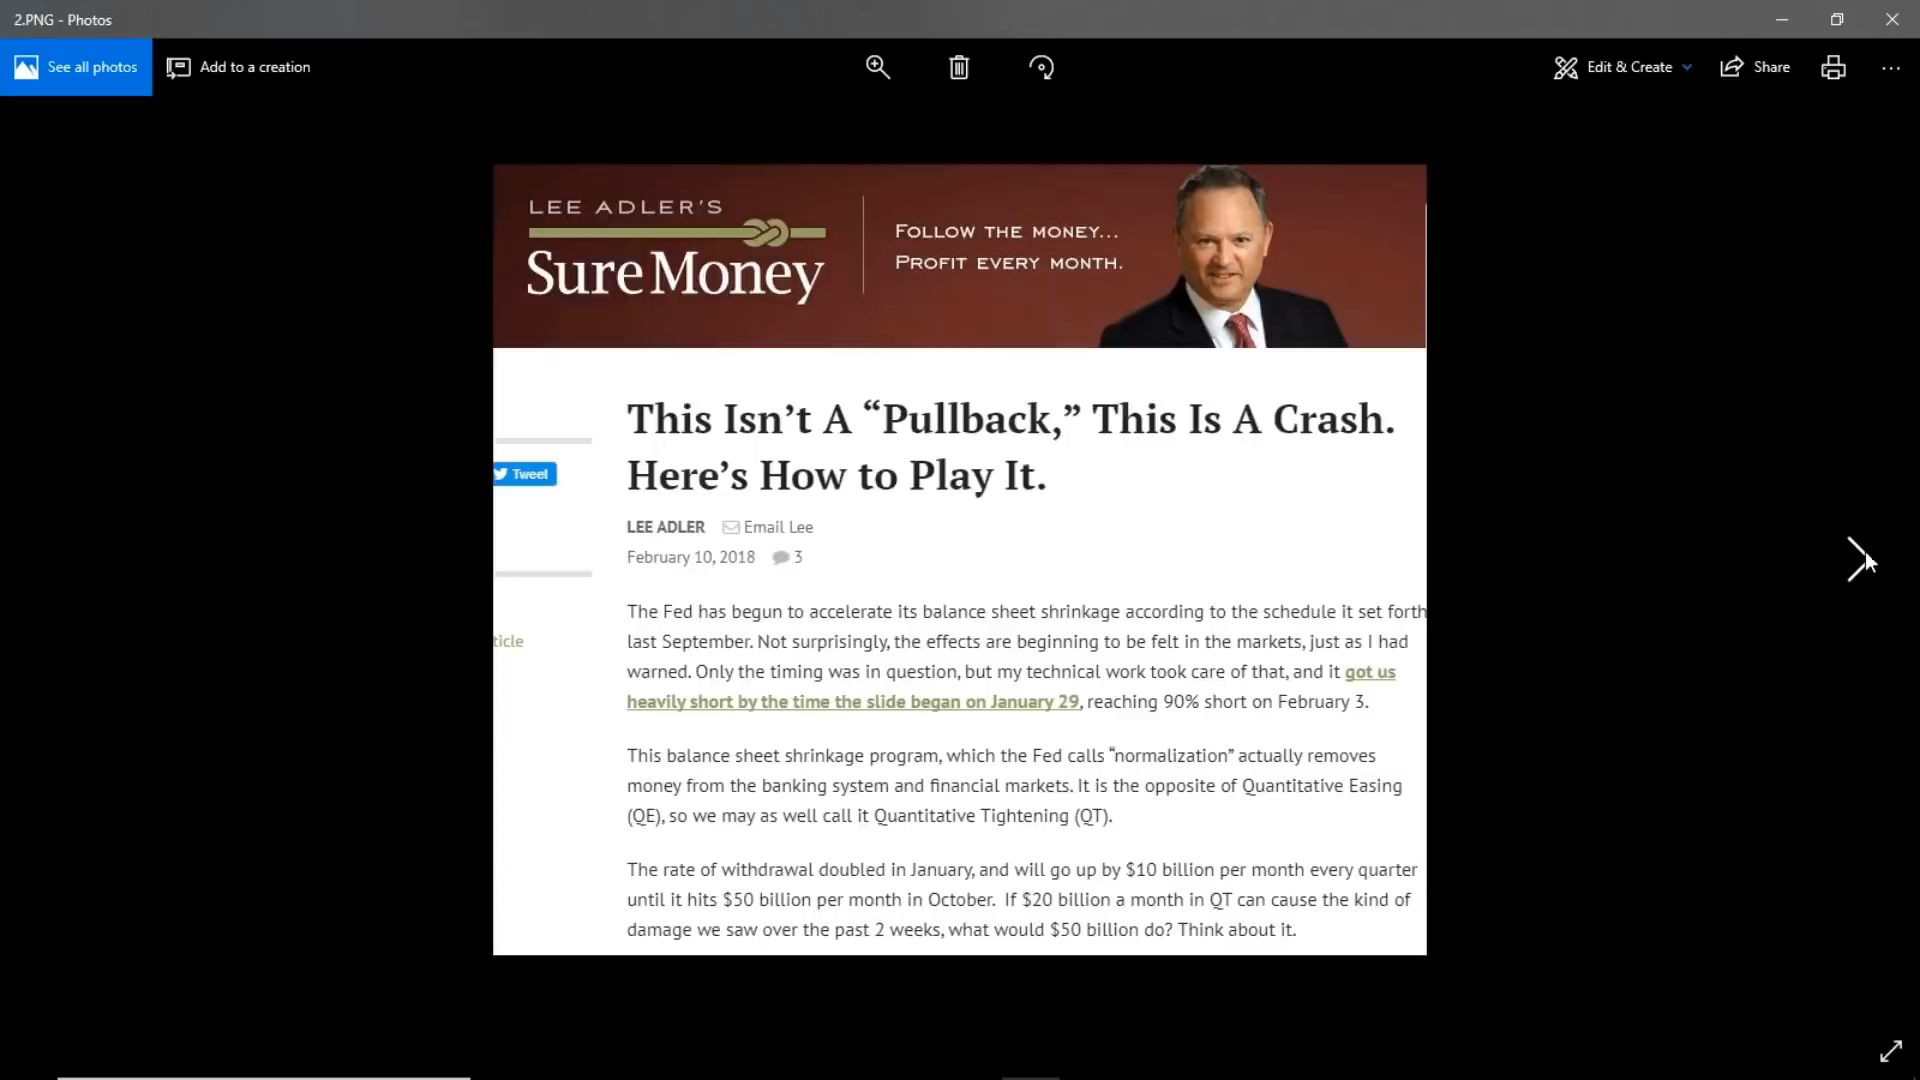 2.PNG - Photos
See all photos
Add to a creation
Edit & Create
Share
LEE ADLER'S
Sure Money
FOLLOW THE MONEY...
PROFIT EVERY MONTH.
This Isn't A “Pullback,” This Is A Crash.
Here's How to Play It.
Tweet
LEE ADLER Email Lee
February 10, 2018 3
The Fed has begun to accelerate its balance sheet shrinkage according to the schedule it set forth
last September. Not surprisingly, the effects are beginning to be felt in the markets, just as I had
ticle
warned. Only the timing was in question, but my technical work took care of that, and it got us
heavily short by the time the slide began on January 29, reaching 90% short on February 3.
This balance sheet shrinkage program, which the Fed calls “normalization” actually removes
money from the banking system and financial markets. It is the opposite of Quantitative Easing
(QE), so we may as well call it Quantitative Tightening (QT).
The rate of withdrawal doubled in January, and will go up by $10 billion per month every quarter
until it hits $50 billion per month in October. If $20 billion a month in QT can cause the kind of
damage we saw over the past 2 weeks, what would $50 billion do? Think about it.